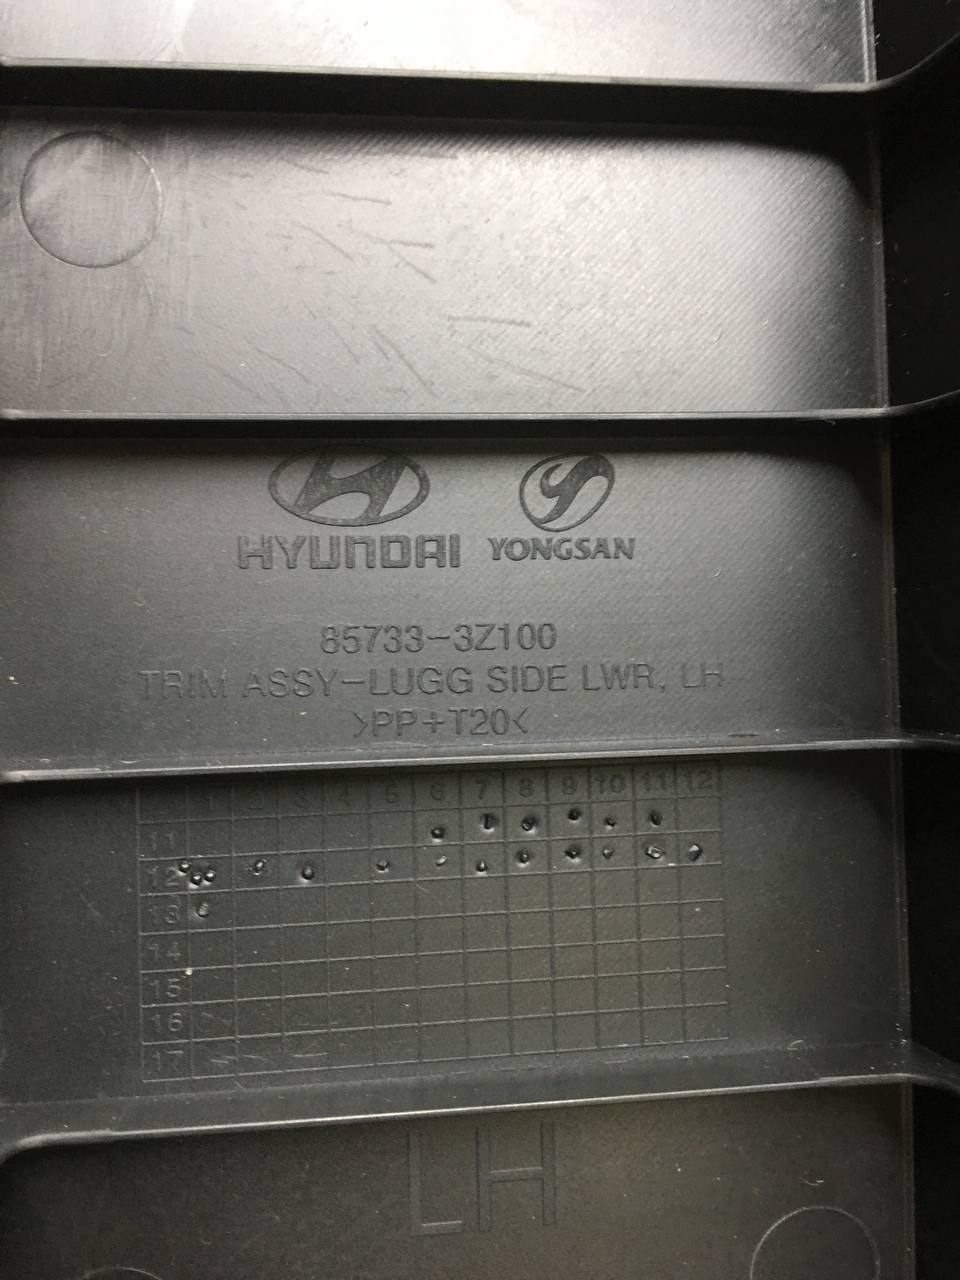 HYUNDAI YONGSAN
85733-3Z100
TRIM ASSY-LUGG SIDE LWR, LH
>PP+T20<
1 2 3 4 5 6 7 8 9 10 11 12
11
12
13
14
15
16
17
LH